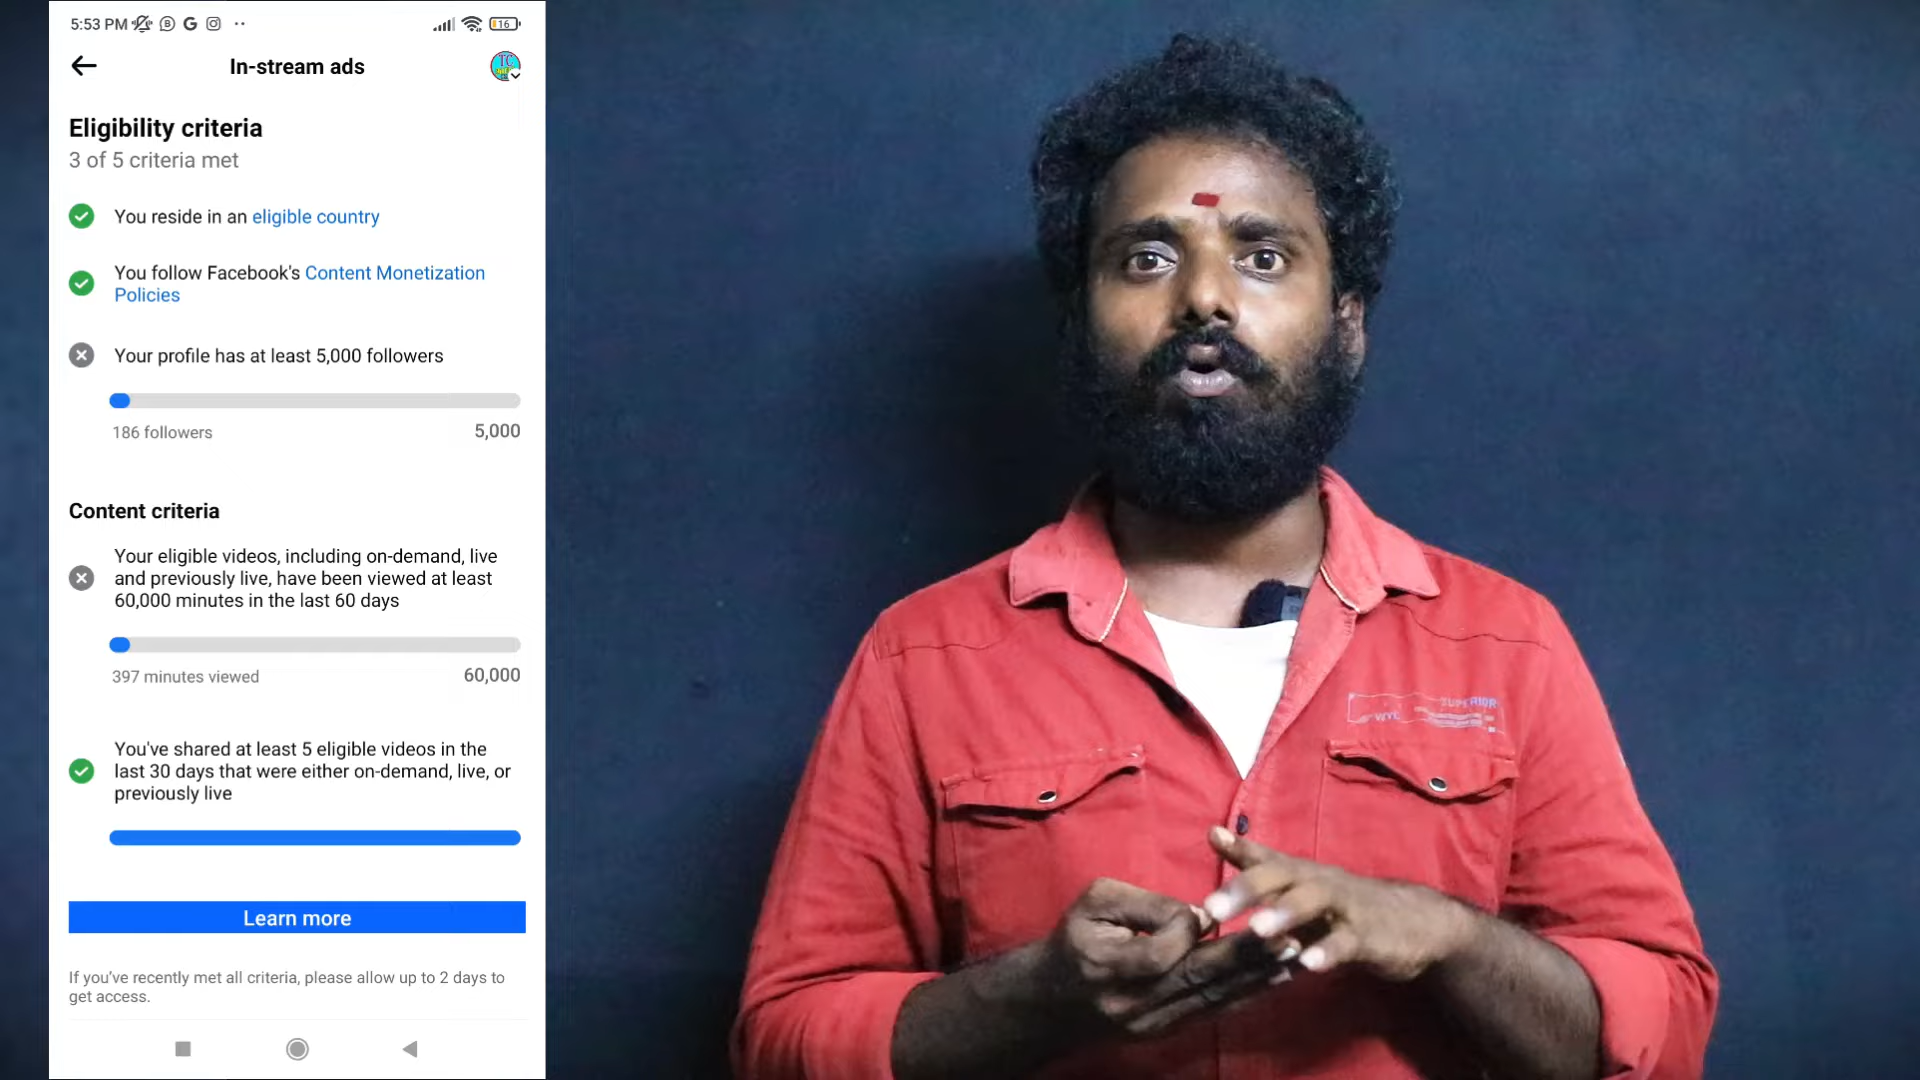 5:53 PM
16
In-stream ads
Eligibility criteria
3 of 5 criteria met
You reside in an eligible country
You follow Facebook's Content Monetization
Policies
Your profile has at least 5,000 followers
186 followers
5,000
Content criteria
Your eligible videos, including on-demand, live
and previously live, have been viewed at least
60,000 minutes in the last 60 days
397 minutes viewed
60,000
You've shared at least 5 eligible videos in the
last 30 days that were either on-demand, live, or
previously live
Learn more
If you've recently met all criteria, please allow up to 2 days to
get access.
SUPERIOR